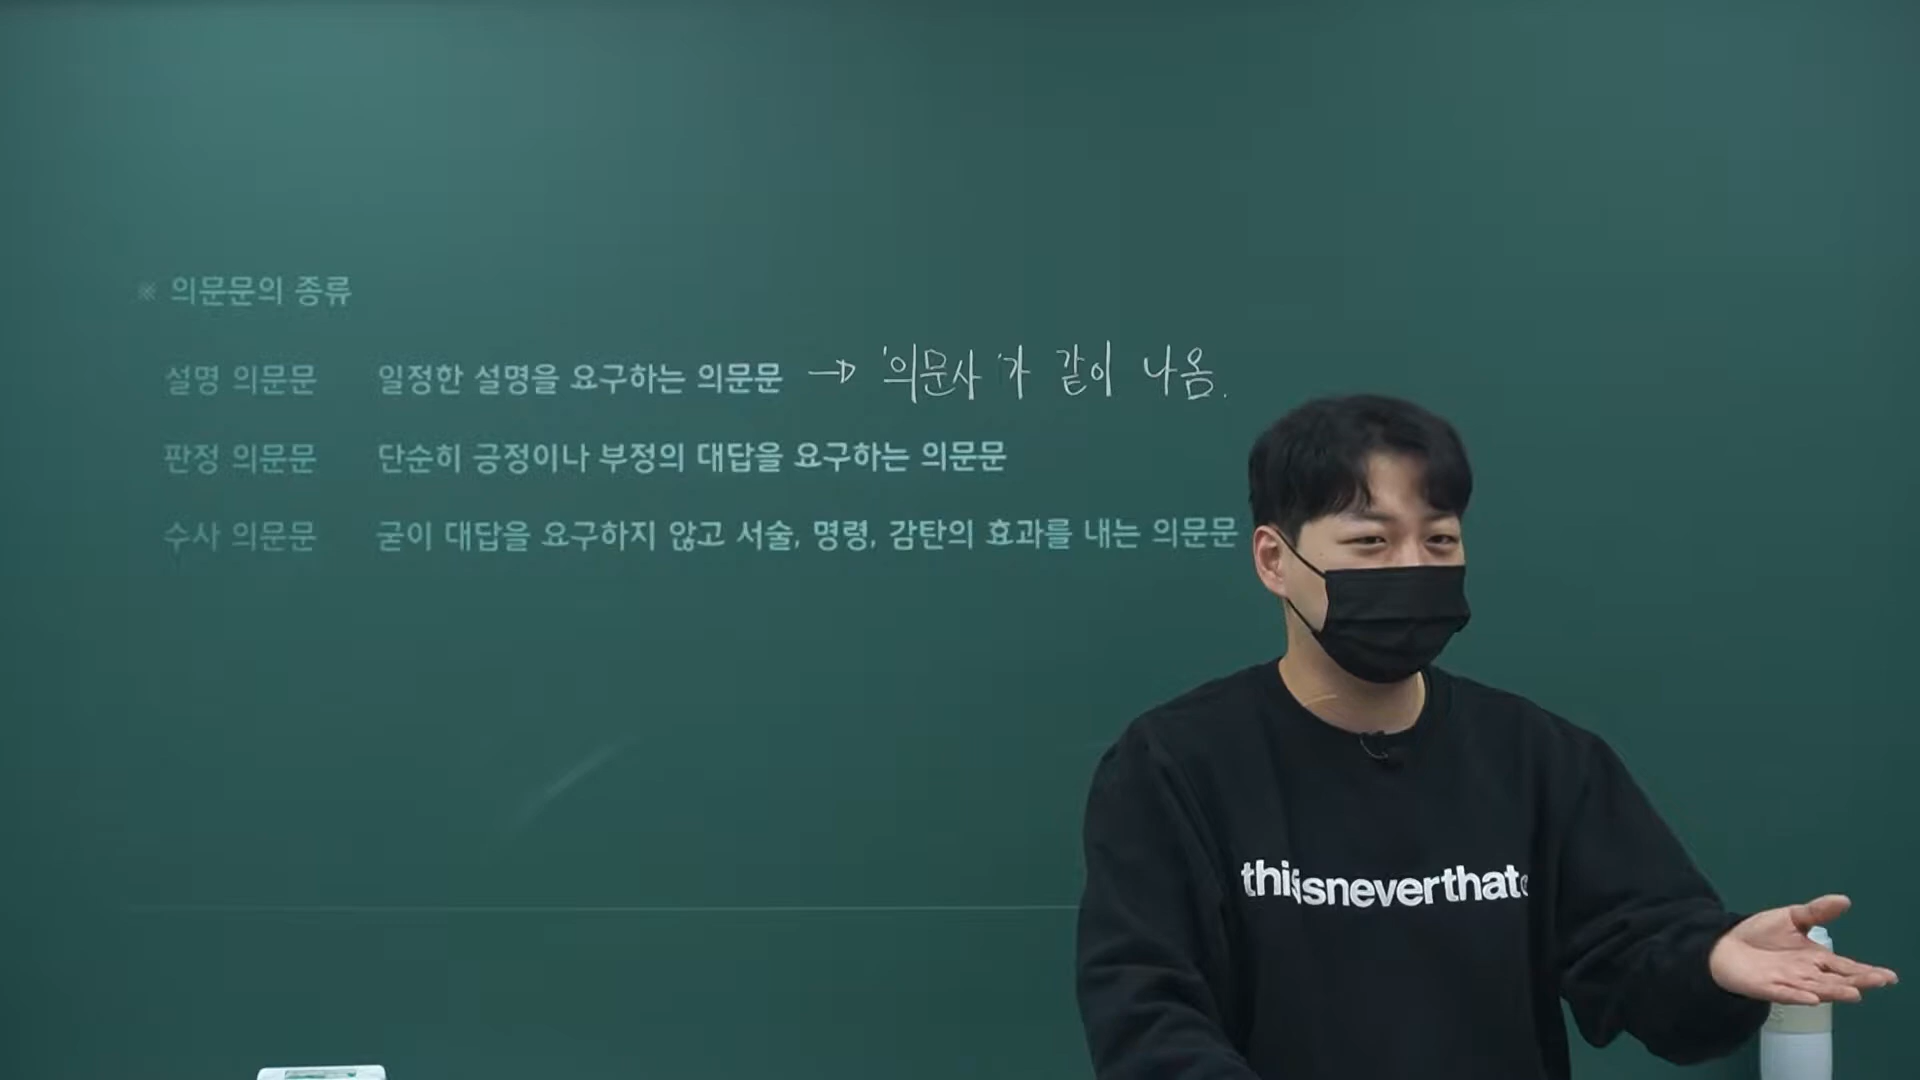 ※ 의문문의 종류
설명 의문문 일정한 설명을 요구하는 의문문 → '의문사'가 같이 나옴.
판정 의문문 단순히 긍정이나 부정의 대답을 요구하는 의문문
수사 의문문 굳이 대답을 요구하지 않고 서술, 명령, 감탄의 효과를 내는 의문문
thisisneverthat